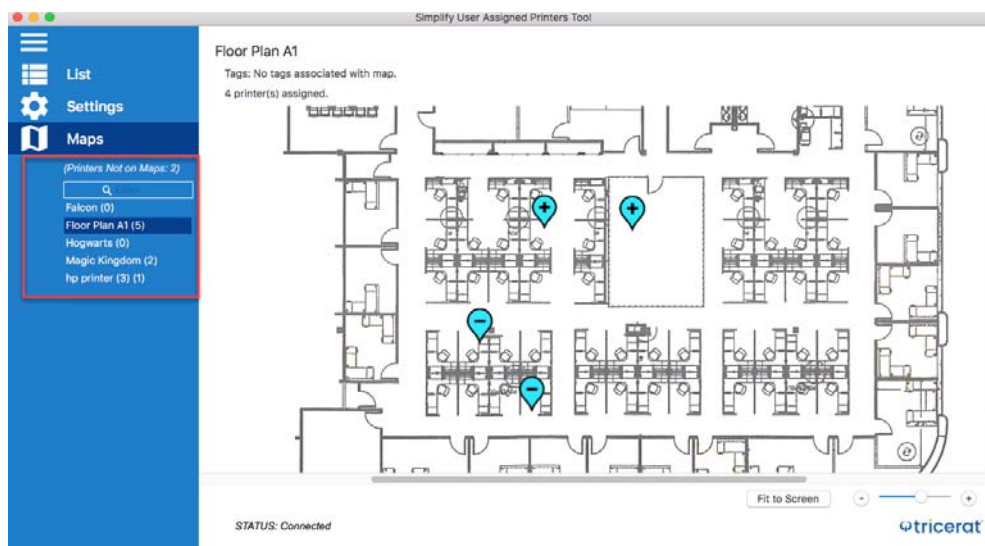 Simplify User Assigned Printers Tool
List
Settings
Maps
(Printers Not on Maps: 2)
Falcon (0)
Floor Plan A1 (5)
Hogwarts (0)
Magic Kingdom (2)
hp printer (3) (1)
Floor Plan A1
Tags: No tags associated with map.
4 printer(s) assigned.
Fit to Screen
STATUS: Connected
tricerat